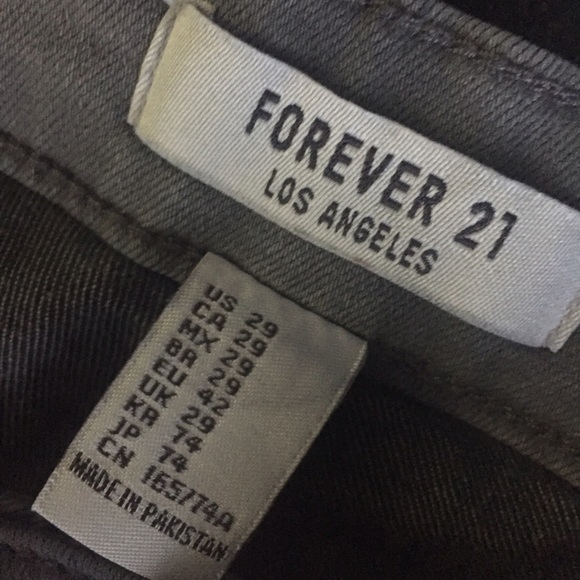 FOREVER 21
LOS ANGELES
US 29
CA 29
MX 29
BR 29
EU 42
UK 29
KR 74
JP 74
CN 165/74A
MADE IN PAKISTAN